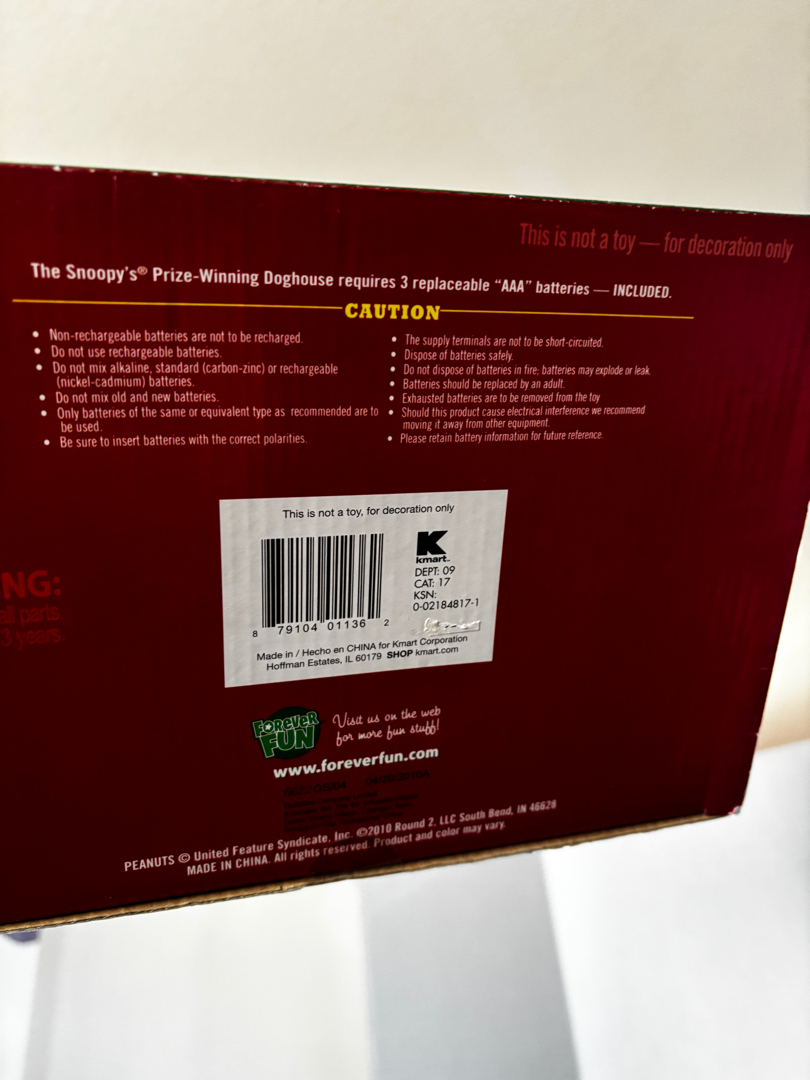 This is not a toy — for decoration only
The Snoopy's® Prize-Winning Doghouse requires 3 replaceable “AAA” batteries — INCLUDED.
CAUTION
• Non-rechargeable batteries are not to be recharged.
• Do not use rechargeable batteries.
• Do not mix alkaline, standard (carbon-zinc) or rechargeable
(nickel-cadmium) batteries.
• Do not mix old and new batteries.
• Only batteries of the same or equivalent type as recommended are to
be used.
• Be sure to insert batteries with the correct polarities.
• The supply terminals are not to be short-circuited.
• Dispose of batteries safely.
• Do not dispose of batteries in fire; batteries may explode or leak.
• Batteries should be replaced by an adult.
• Exhausted batteries are to be removed from the toy
• Should this product cause electrical interference we recommend
moving it away from other equipment.
• Please retain battery information for future reference.
NG:
all parts.
3 years.
This is not a toy, for decoration only
K
kmart
DEPT: 09
CAT: 17
KSN:
0-02184817-1
8 79104 01136 2
Made in / Hecho en CHINA for Kmart Corporation
Hoffman Estates, IL 60179 SHOP kmart.com
FOREVER
FUN
Visit us on the web
for more fun stuff!
www.foreverfun.com
PEANUTS © United Feature Syndicate, Inc. ©2010 Round 2, LLC South Bend, IN 46628
MADE IN CHINA. All rights reserved. Product and color may vary.